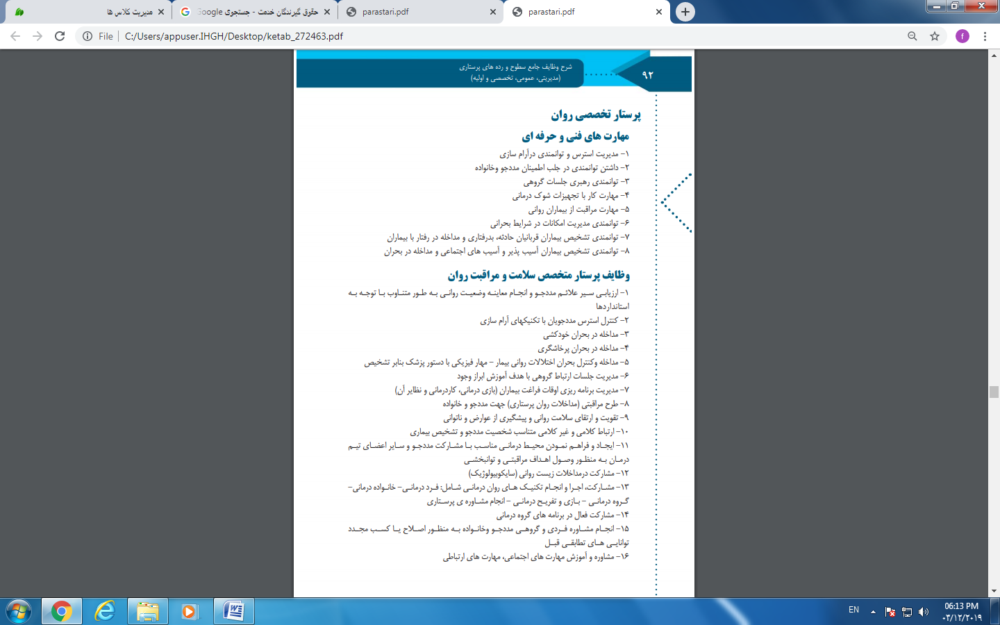 مدیریت کلاس ها
حقوق گیرندگان خدمت - جستجوی Google
parastari.pdf
parastari.pdf
File | C:/Users/appuser.IHGH/Desktop/ketab_272463.pdf
f
شرح وظایف جامع سطوح و رده های پرستاری
(مدیریتی، عمومی، تخصصی و اولیه)
۹۲
پرستار تخصصی روان
مهارت های فنی و حرفه ای
۱- مدیریت استرس و توانمندی درآرام سازی
۲- داشتن توانمندی در جلب اطمینان مددجو وخانواده
۳- توانمندی رهبری جلسات گروهی
۴- مهارت کار با تجهیزات شوک درمانی
۵- مهارت مراقبت از بیماران روانی
۶- توانمندی مدیریت امکانات در شرایط بحرانی
۷- توانمندی تشخیص بیماران قربانیان حادثه، بدرفتاری و مداخله در رفتار با بیماران
۸- توانمندی تشخیص بیماران آسیب پذیر و آسیب های اجتماعی و مداخله در بحران
وظایف پرستار متخصص سلامت و مراقبت روان
۱- ارزیابی سیر علائم مددجو و انجام معاینه وضعیت روانی به طور متناوب با توجه به
استانداردها
۲- کنترل استرس مددجویان با تکنیکهای آرام سازی
۳- مداخله در بحران خودکشی
۴- مداخله در بحران پرخاشگری
۵- مداخله وکنترل بحران اختلالات روانی بیمار – مهار فیزیکی با دستور پزشک بنابر تشخیص
۶- مدیریت جلسات ارتباط گروهی با هدف آموزش ابراز وجود
۷- مدیریت برنامه ریزی اوقات فراغت بیماران (بازی درمانی، کاردرمانی و نظایر آن)
۸- طرح مراقبتی (مداخلات روان پرستاری) جهت مددجو و خانواده
۹- تقویت و ارتقای سلامت روانی و پیشگیری از عوارض و ناتوانی
۱۰- ارتباط کلامی و غیر کلامی متناسب شخصیت مددجو و تشخیص بیماری
۱۱- ایجاد و فراهم نمودن محیط درمانی مناسب با مشارکت مددجو و سایر اعضای تیم
درمان به منظور وصول اهداف مراقبتی و توانبخشی
۱۲- مشارکت درمداخلات زیست روانی (سایکوبیولوژیک)
۱۳- مشارکت، اجرا و انجام تکنیک های روان درمانی شامل: فرد درمانی- خانواده درمانی-
گروه درمانی – بازی و تفریح درمانی – انجام مشاوره ی پرستاری
۱۴- مشارکت فعال در برنامه های گروه درمانی
۱۵- انجام مشاوره فردی و گروهی مددجو وخانواده به منظور اصلاح یا کسب مجدد
توانایی های تطابقی قبل
۱۶- مشاوره و آموزش مهارت های اجتماعی، مهارت های ارتباطی
EN
06:13 PM
۰۳/۱۲/۲۰۱۹